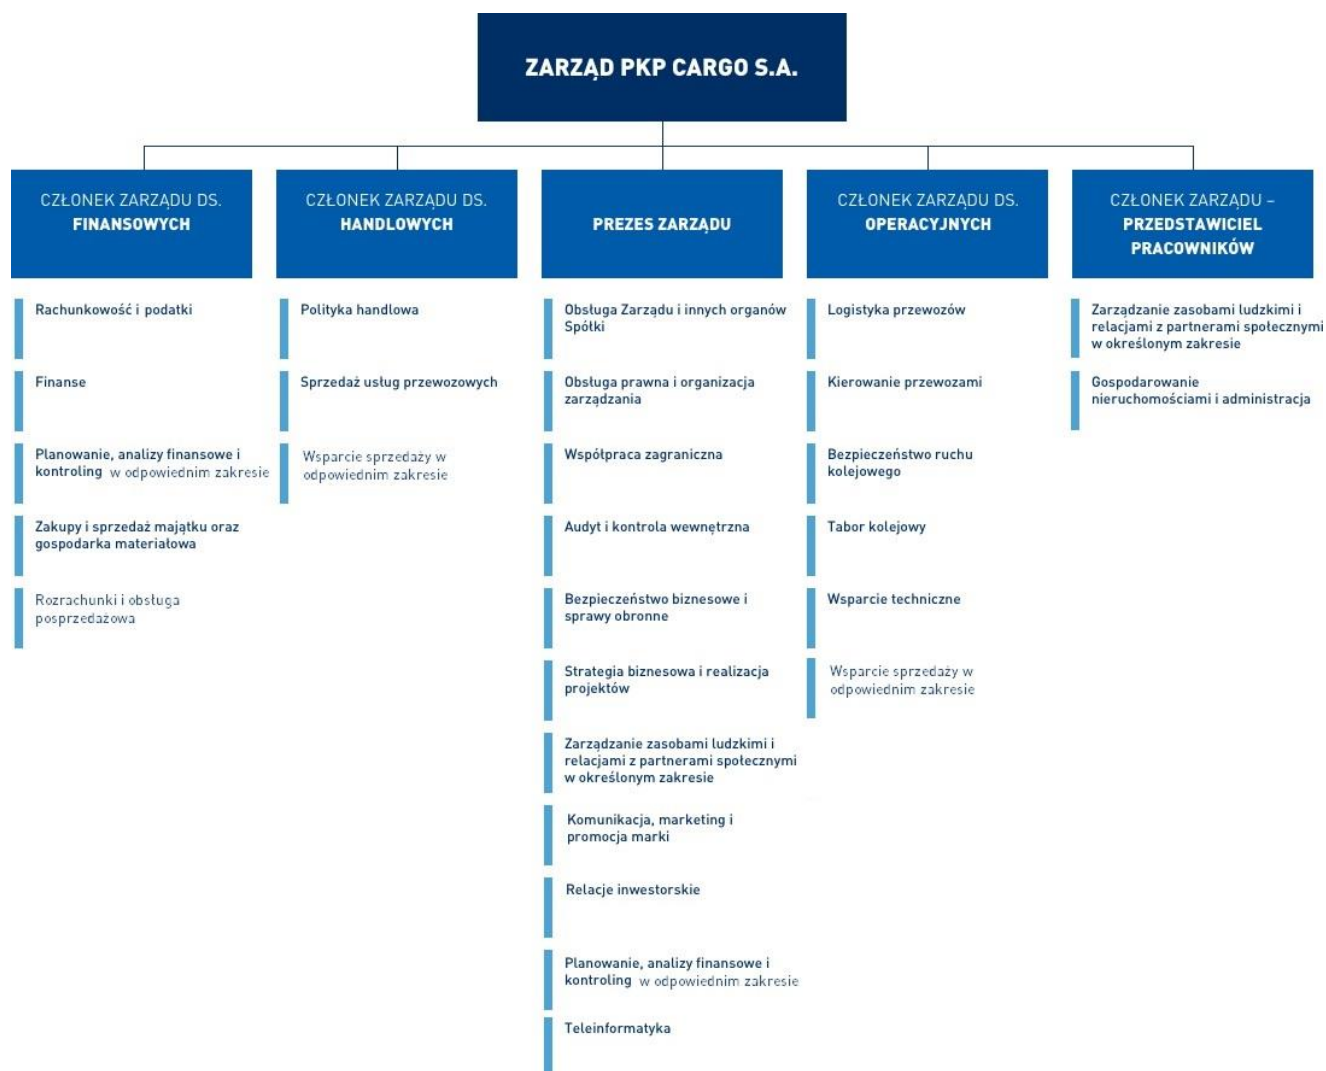 ZARZĄD PKP CARGO S.A.
CZŁONEK ZARZĄDU DS.
FINANSOWYCH
Rachunkowość i podatki
Finanse
Planowanie, analizy finansowe i
kontroling w odpowiednim zakresie
Zakupy i sprzedaż majątku oraz
gospodarka materiałowa
Rozrachunki i obsługa
posprzedażowa
CZŁONEK ZARZĄDU DS.
HANDLOWYCH
Polityka handlowa
Sprzedaż usług przewozowych
Wsparcie sprzedaży w
odpowiednim zakresie
PREZES ZARZĄDU
Obsługa Zarządu i innych organów
Spółki
Obsługa prawna i organizacja
zarządzania
Współpraca zagraniczna
Audyt i kontrola wewnętrzna
Bezpieczeństwo biznesowe i
sprawy obronne
Strategia biznesowa i realizacja
projektów
Zarządzanie zasobami ludzkimi i
relacjami z partnerami społecznymi
w określonym zakresie
Komunikacja, marketing i
promocja marki
Relacje inwestorskie
Planowanie, analizy finansowe i
kontroling w odpowiednim zakresie
Teleinformatyka
CZŁONEK ZARZĄDU DS.
OPERACYJNYCH
Logistyka przewozów
Kierowanie przewozami
Bezpieczeństwo ruchu
kolejowego
Tabor kolejowy
Wsparcie techniczne
Wsparcie sprzedaży w
odpowiednim zakresie
CZŁONEK ZARZĄDU –
PRZEDSTAWICIEL
PRACOWNIKÓW
Zarządzanie zasobami ludzkimi i
relacjami z partnerami społecznymi
w określonym zakresie
Gospodarowanie
nieruchomościami i administracja